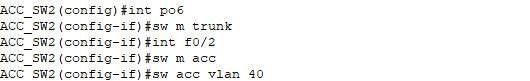 ACC_SW2(config)#int po6
ACC_SW2(config-if)#sw m trunk
ACC_SW2(config-if)#int f0/2
ACC_SW2(config-if)#sw m acc
ACC_SW2(config-if)#sw acc vlan 40